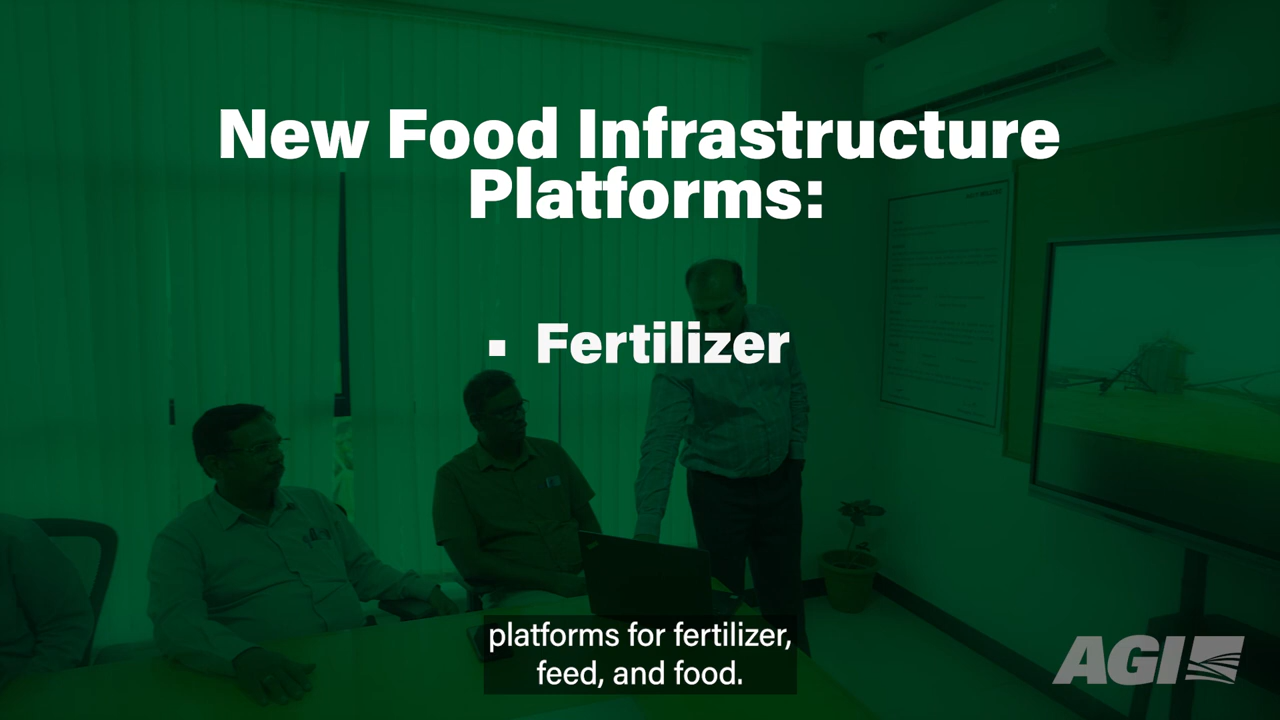 New Food Infrastructure
Platforms:
▪ Fertilizer
platforms for fertilizer,
feed, and food.
AGI